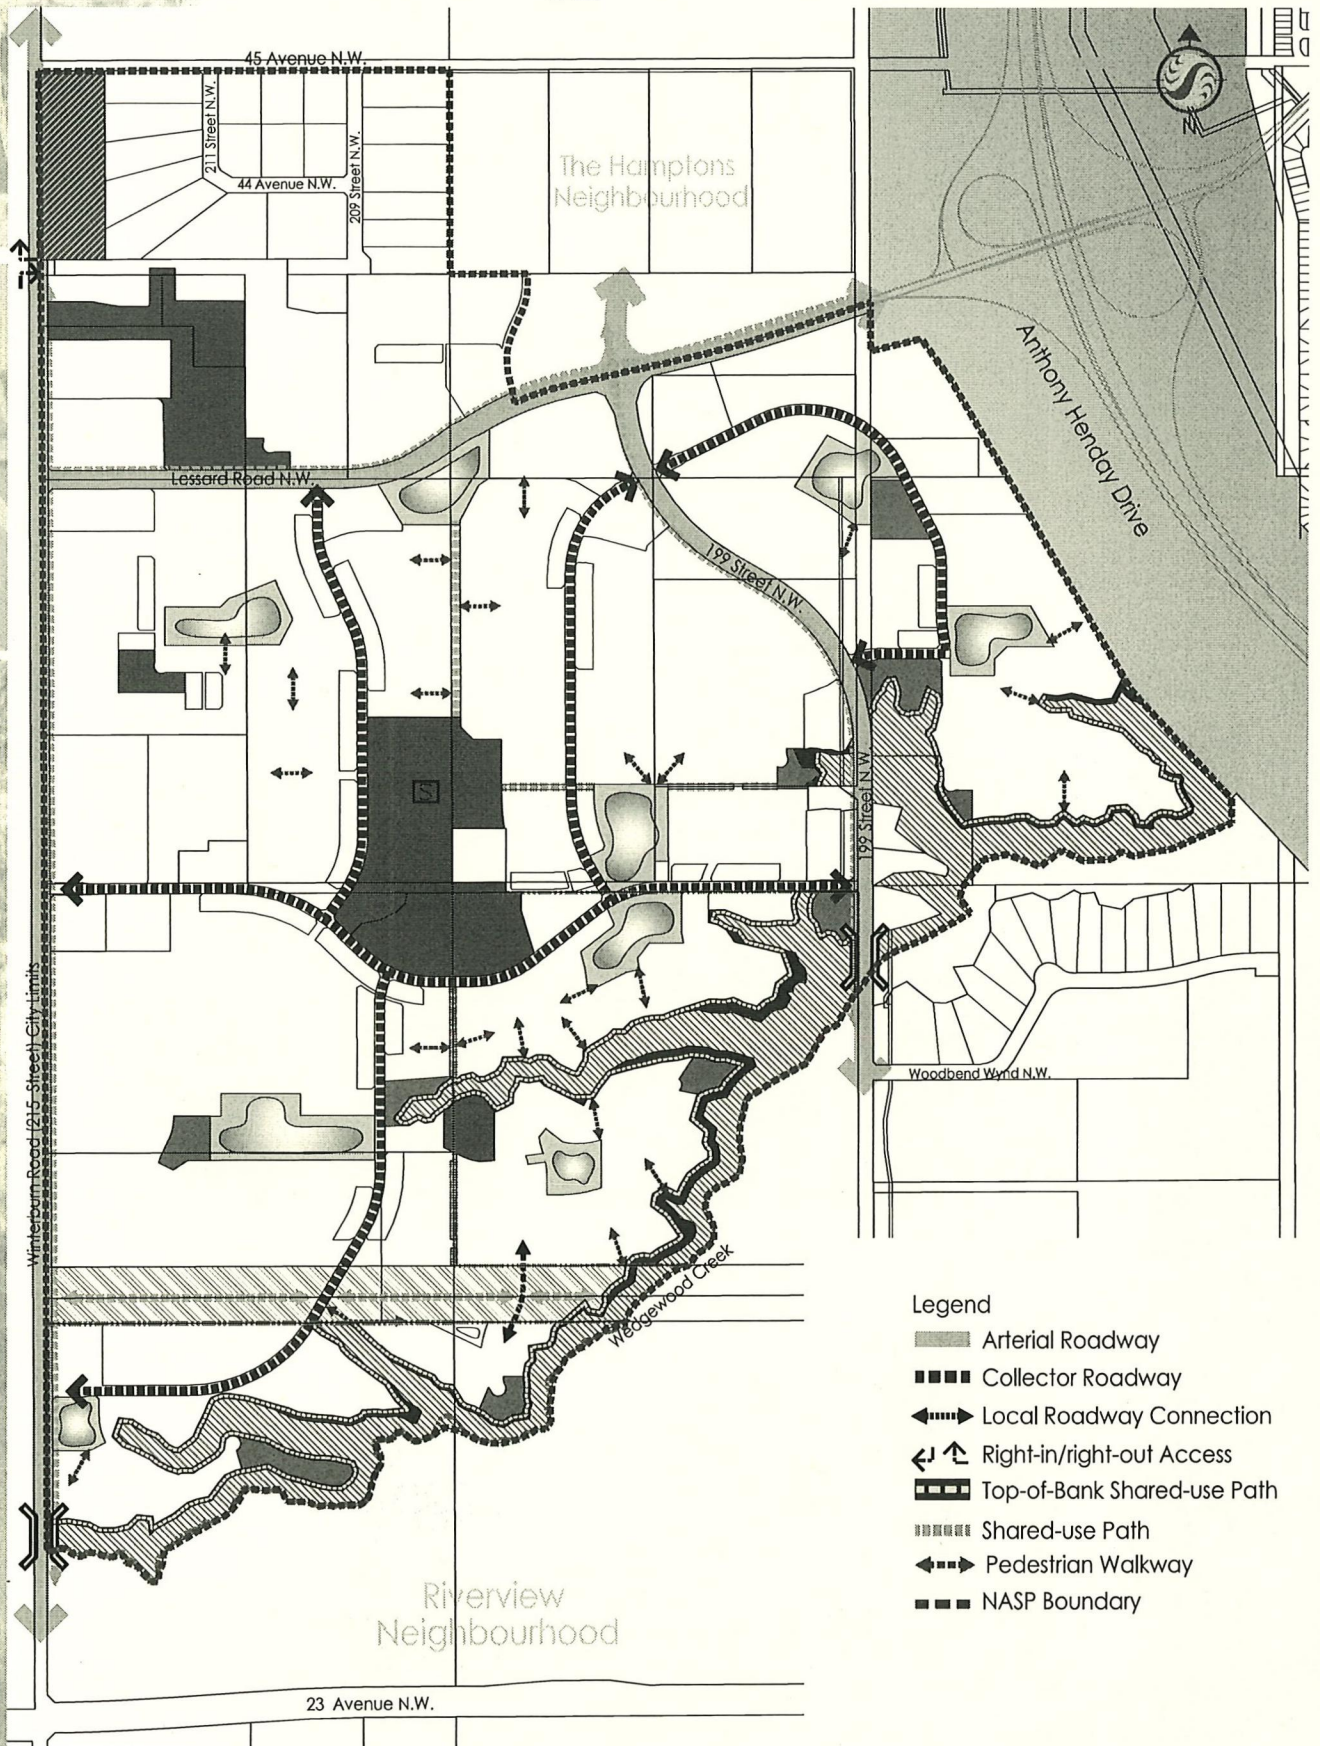 45 Avenue N.W.
211 Street N.W.
44 Avenue N.W.
209 Street N.W.
The Hamptons
Neighbourhood
N
Anthony Henday Drive
Lessard Road N.W.
199 Street N.W.
S
199 Street N.W
Winterburn Road (215 Street) City Limits
Woodbend Wynd N.W.
Wedgewood Creek
Riverview
Neighbourhood
23 Avenue N.W.
Legend
Arterial Roadway
Collector Roadway
Local Roadway Connection
Right-in/right-out Access
Top-of-Bank Shared-use Path
Shared-use Path
Pedestrian Walkway
NASP Boundary